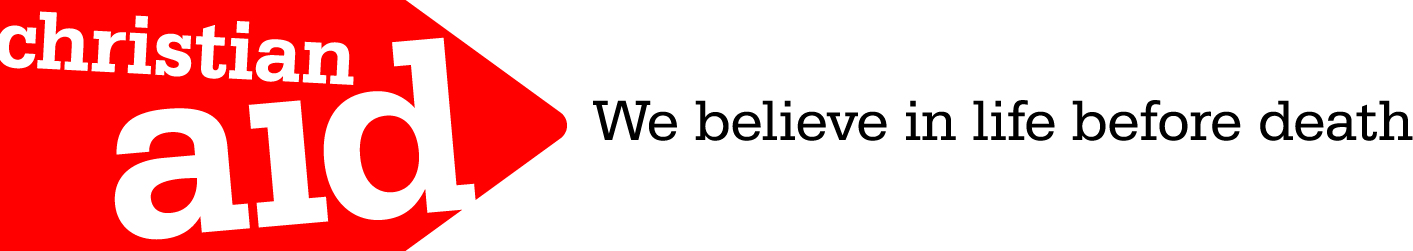 christian
aid
We believe in life before death